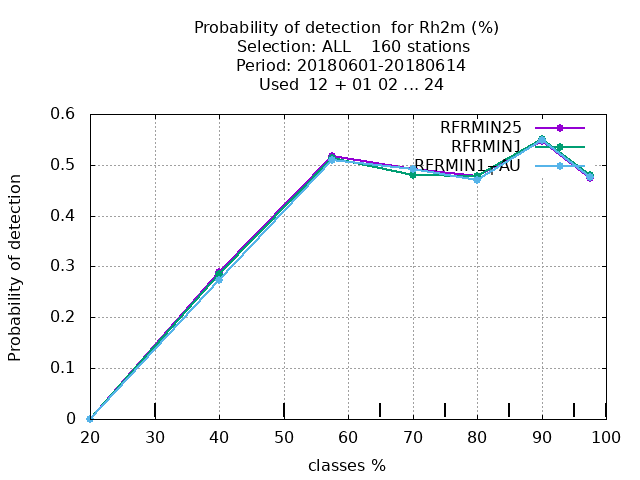 Probability of detection  for Rh2m (%)
Selection: ALL    160 stations
Period: 20180601-20180614
Used  12 + 01 02 ... 24
0.6
0.5
0.4
0.3
0.2
0.1
0
Probability of detection
RFRMIN25
RFRMIN1
RFRMIN1+AU
20 30 40 50 60 70 80 90 100
classes %